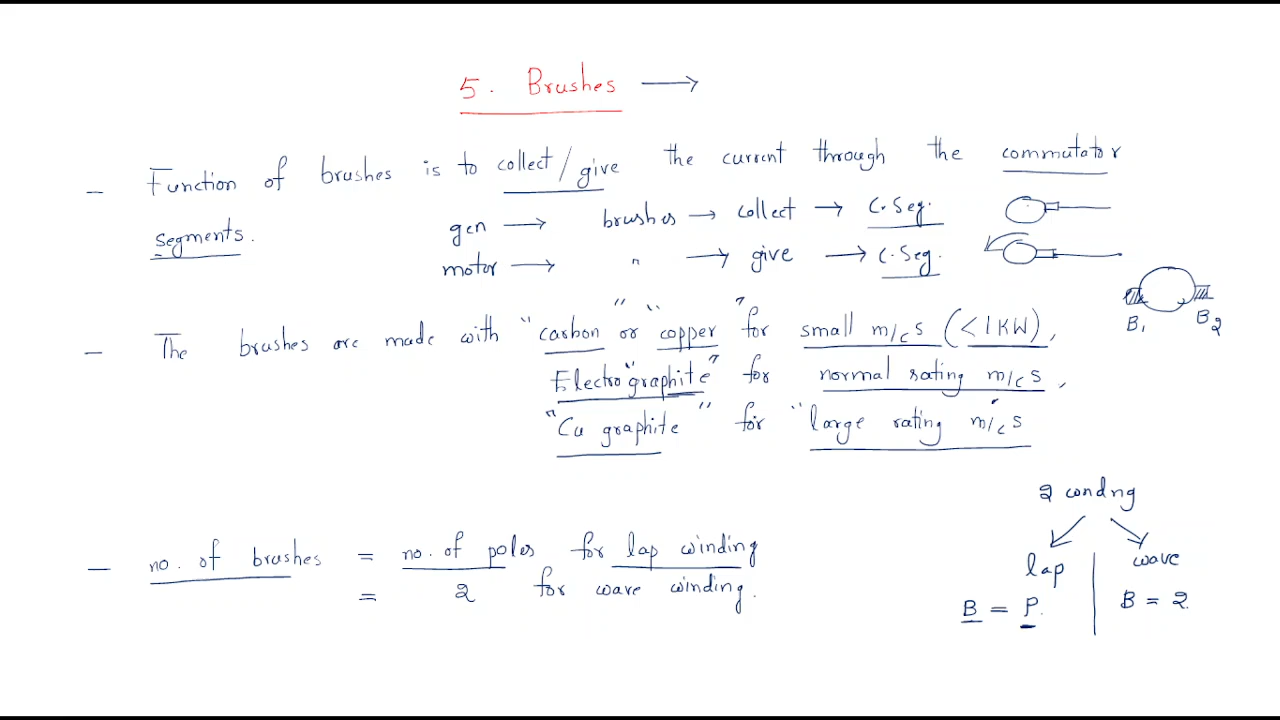 5. Brushes →
- Function of brushes is to collect/give the current through the commutator
segments.
gen → brushes → collect → C.Seg.
motor → " → give → C.Seg.
B1 B2
- The brushes are made with "carbon" or "copper" for small m/cs (<1KW),
Electro"graphite" for normal rating m/cs,
"Cu graphite" for "large rating m/cs
2 wondng
lap wave
B = P. B = 2.
- no. of brushes = no. of poles for lap winding
= 2 for wave winding.